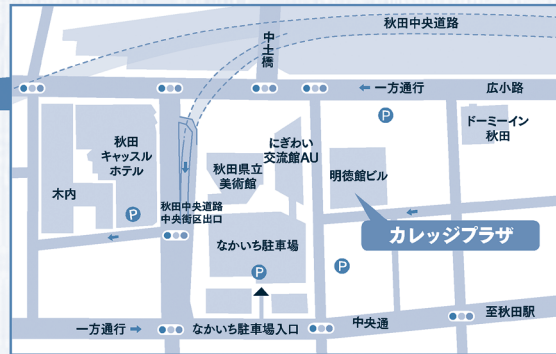 秋田中央道路
中土橋
← 一方通行
広小路
P
ドーミーイン
秋田
にぎわい
交流館AU
秋田
キャッスル
ホテル
秋田県立
美術館
明徳館ビル
木内
秋田中央道路
中央街区出口
P
カレッジプラザ
なかいち駐車場
P
P
一方通行 →
なかいち駐車場入口
中央通
至秋田駅